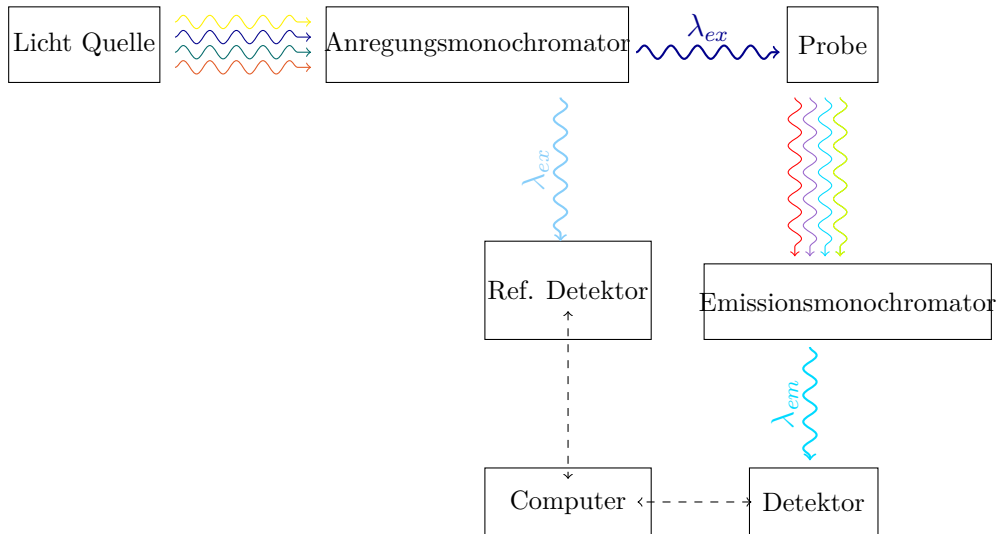 Licht Quelle
Anregungsmonochromator
λex
Probe
λex
Ref. Detektor
Emissionsmonochromator
λem
Computer
Detektor